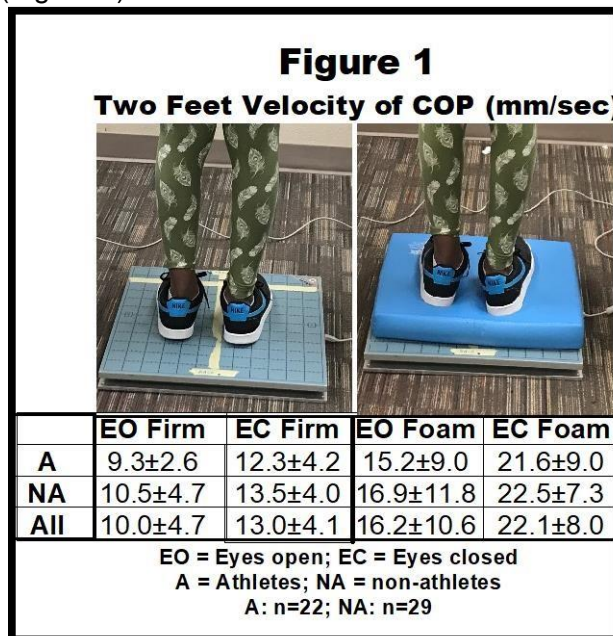 Figure 1
Two Feet Velocity of COP (mm/sec)
NIKE NIKE NIKE NIKE
EO Firm EC Firm EO Foam EC Foam
A 9.3±2.6 12.3±4.2 15.2±9.0 21.6±9.0
NA 10.5±4.7 13.5±4.0 16.9±11.8 22.5±7.3
All 10.0±4.7 13.0±4.1 16.2±10.6 22.1±8.0
EO = Eyes open; EC = Eyes closed
A = Athletes; NA = non-athletes
A: n=22; NA: n=29